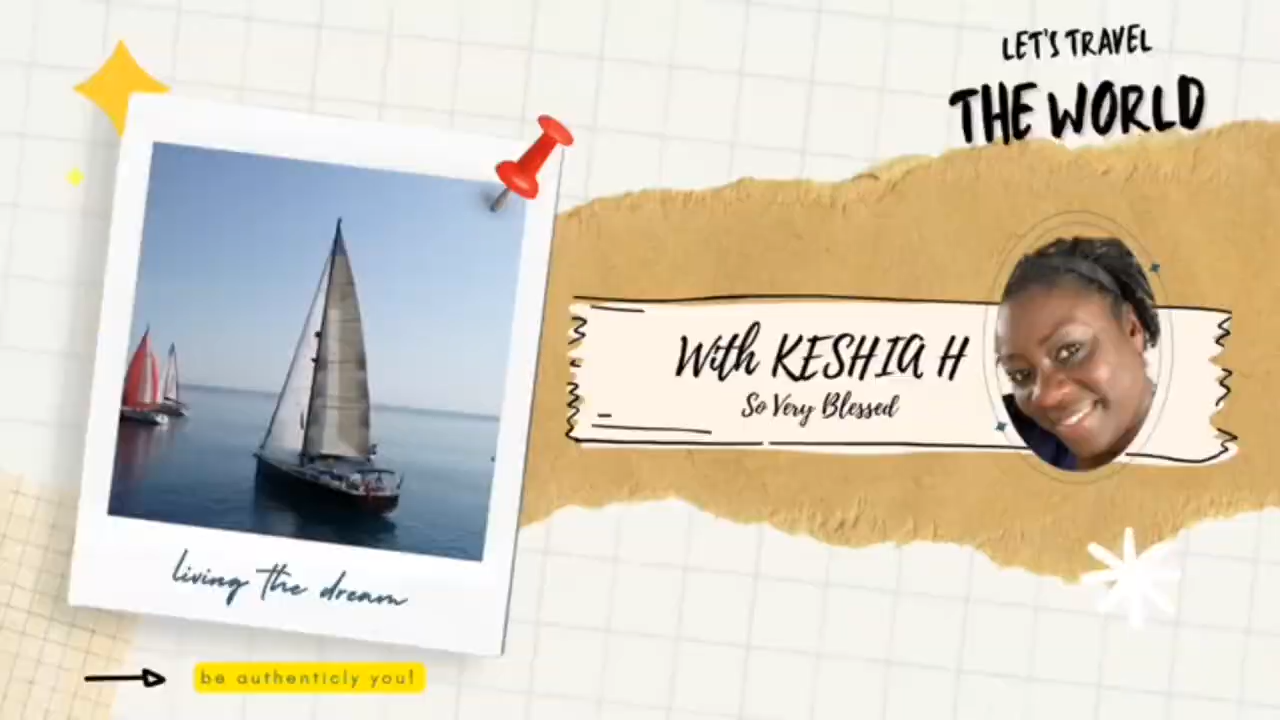 LET'S TRAVEL
THE WORLD
With KESHIA H
So Very Blessed
living the dream
be authenticly you!